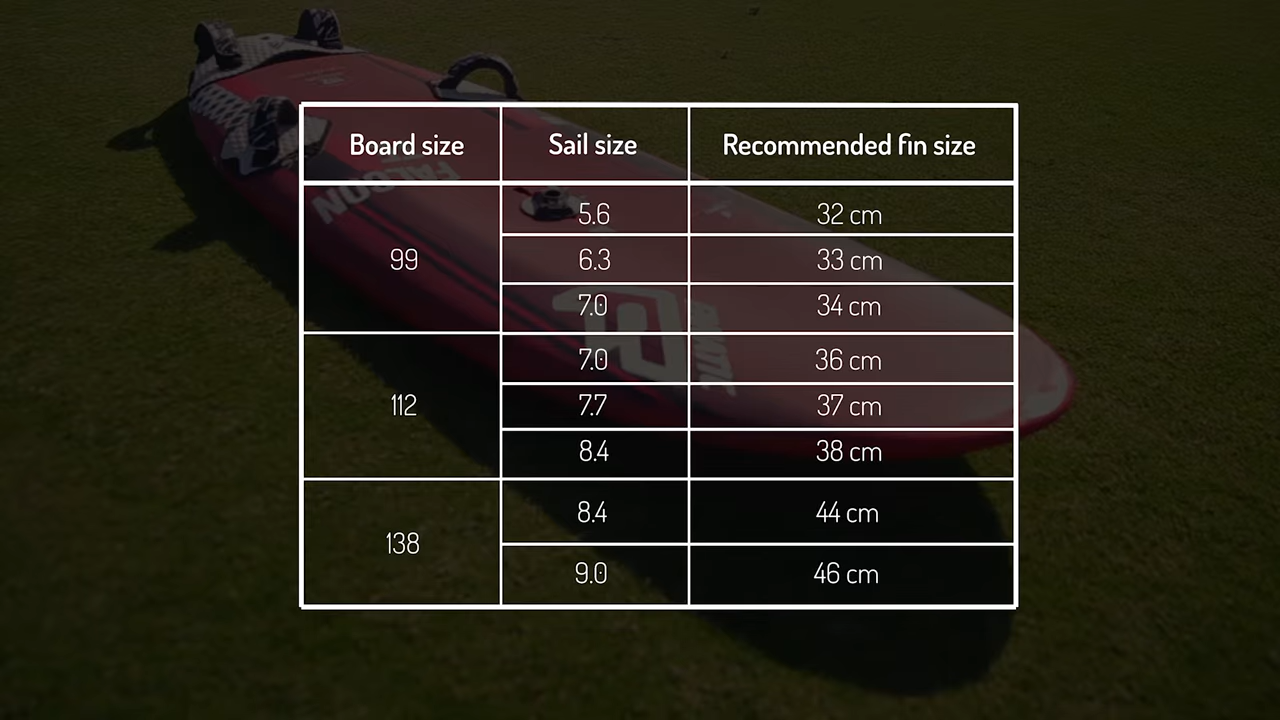 Board size Sail size Recommended fin size
99
5.6 32 cm
6.3 33 cm
7.0 34 cm
112
7.0 36 cm
7.7 37 cm
8.4 38 cm
138
8.4 44 cm
9.0 46 cm
FALCON